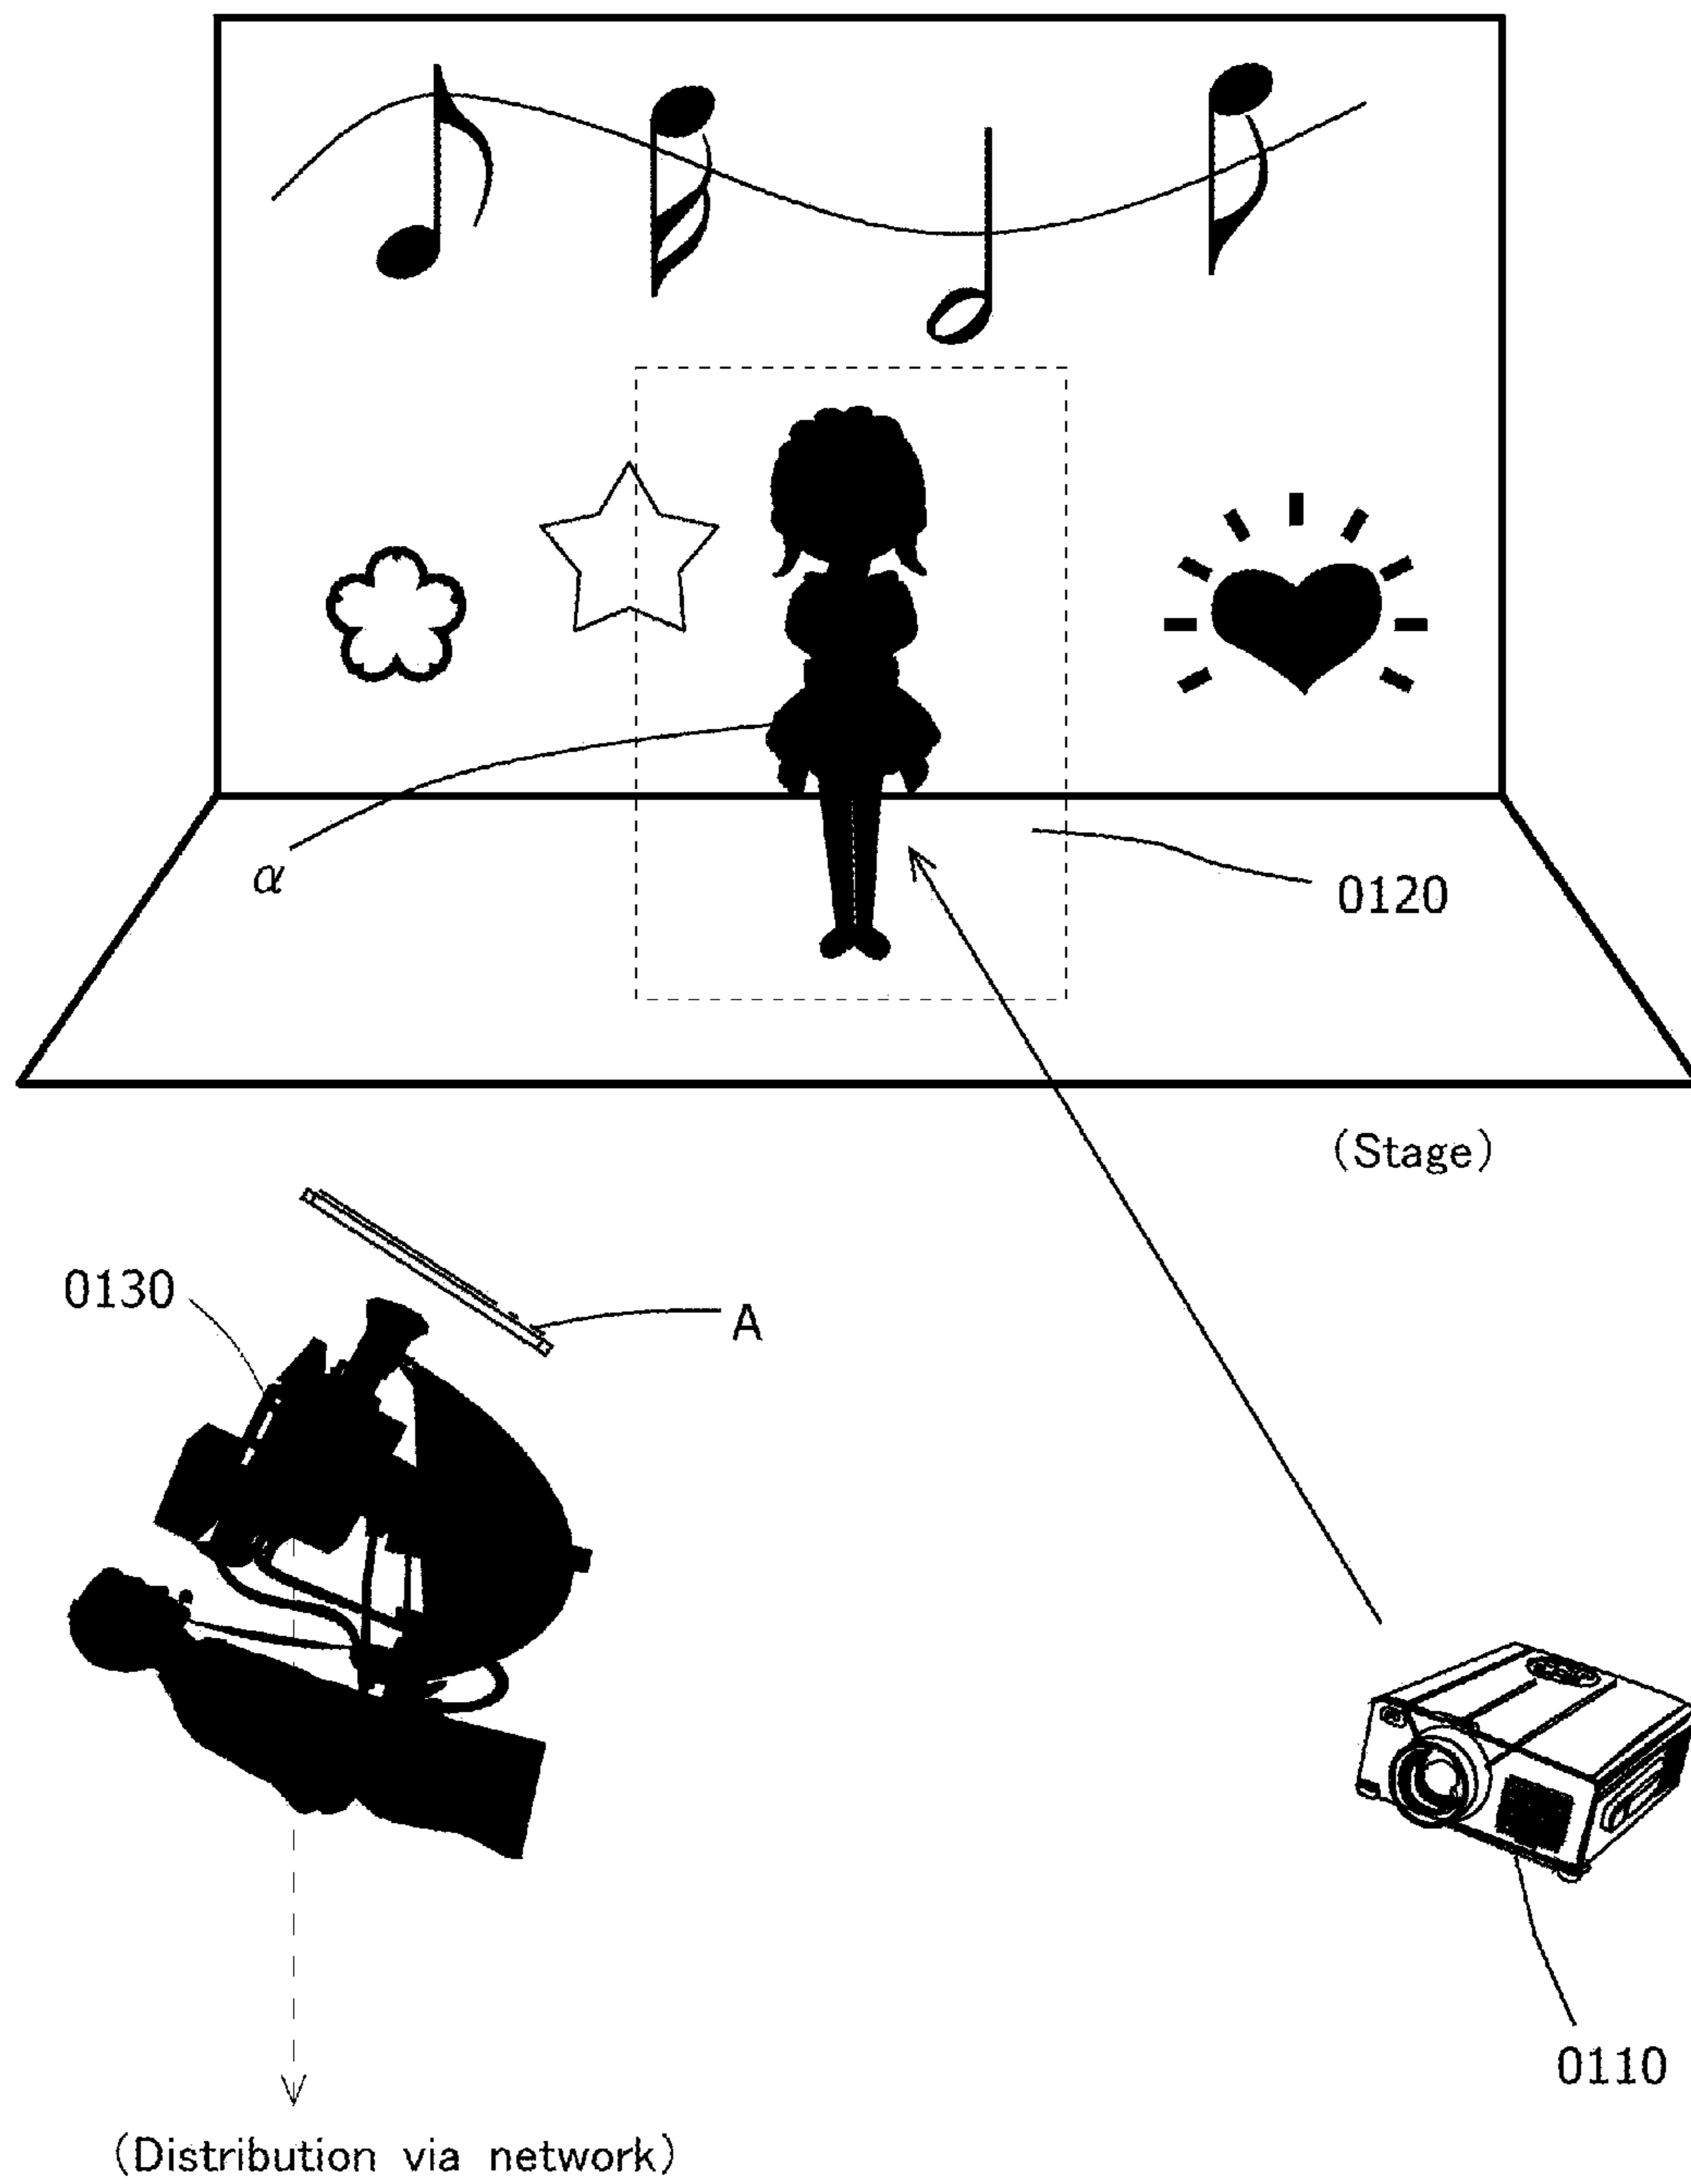 α
0120
(Stage)
0130
A
0110
(Distribution via network)